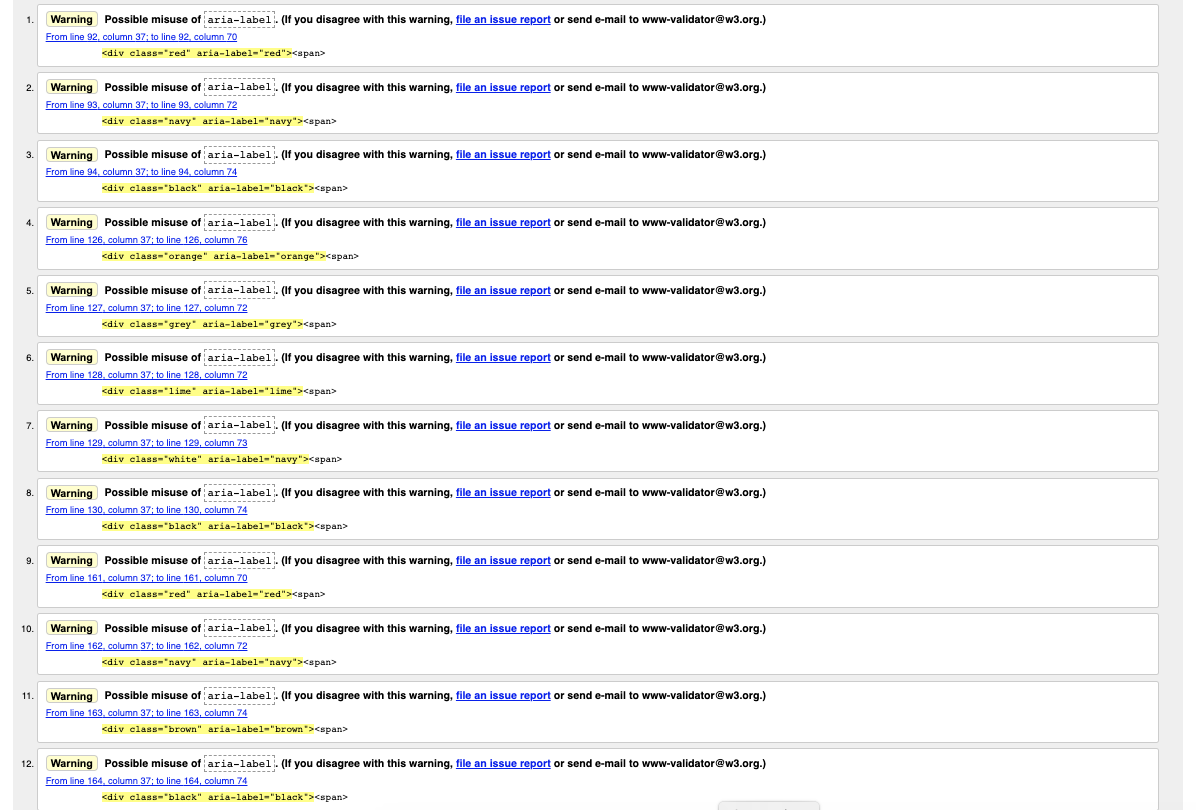 1. Warning Possible misuse of aria-label. (If you disagree with this warning, file an issue report or send e-mail to www-validator@w3.org.)
From line 92, column 37; to line 92, column 70
<div class="red" aria-label="red"><span>
2. Warning Possible misuse of aria-label. (If you disagree with this warning, file an issue report or send e-mail to www-validator@w3.org.)
From line 93, column 37; to line 93, column 72
<div class="navy" aria-label="navy"><span>
3. Warning Possible misuse of aria-label. (If you disagree with this warning, file an issue report or send e-mail to www-validator@w3.org.)
From line 94, column 37; to line 94, column 74
<div class="black" aria-label="black"><span>
4. Warning Possible misuse of aria-label. (If you disagree with this warning, file an issue report or send e-mail to www-validator@w3.org.)
From line 126, column 37; to line 126, column 76
<div class="orange" aria-label="orange"><span>
5. Warning Possible misuse of aria-label. (If you disagree with this warning, file an issue report or send e-mail to www-validator@w3.org.)
From line 127, column 37; to line 127, column 72
<div class="grey" aria-label="grey"><span>
6. Warning Possible misuse of aria-label. (If you disagree with this warning, file an issue report or send e-mail to www-validator@w3.org.)
From line 128, column 37; to line 128, column 72
<div class="lime" aria-label="lime"><span>
7. Warning Possible misuse of aria-label. (If you disagree with this warning, file an issue report or send e-mail to www-validator@w3.org.)
From line 129, column 37; to line 129, column 73
<div class="white" aria-label="navy"><span>
8. Warning Possible misuse of aria-label. (If you disagree with this warning, file an issue report or send e-mail to www-validator@w3.org.)
From line 130, column 37; to line 130, column 74
<div class="black" aria-label="black"><span>
9. Warning Possible misuse of aria-label. (If you disagree with this warning, file an issue report or send e-mail to www-validator@w3.org.)
From line 161, column 37; to line 161, column 70
<div class="red" aria-label="red"><span>
10. Warning Possible misuse of aria-label. (If you disagree with this warning, file an issue report or send e-mail to www-validator@w3.org.)
From line 162, column 37; to line 162, column 72
<div class="navy" aria-label="navy"><span>
11. Warning Possible misuse of aria-label. (If you disagree with this warning, file an issue report or send e-mail to www-validator@w3.org.)
From line 163, column 37; to line 163, column 74
<div class="brown" aria-label="brown"><span>
12. Warning Possible misuse of aria-label. (If you disagree with this warning, file an issue report or send e-mail to www-validator@w3.org.)
From line 164, column 37; to line 164, column 74
<div class="black" aria-label="black"><span>